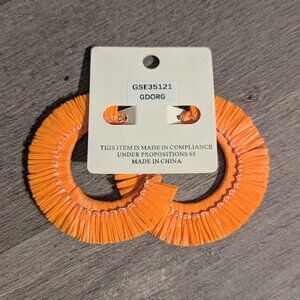 GSE35121
GDORG
THIS ITEM IS MADE IN COMPLIANCE
UNDER PROPOSITIONS 65
MADE IN CHINA